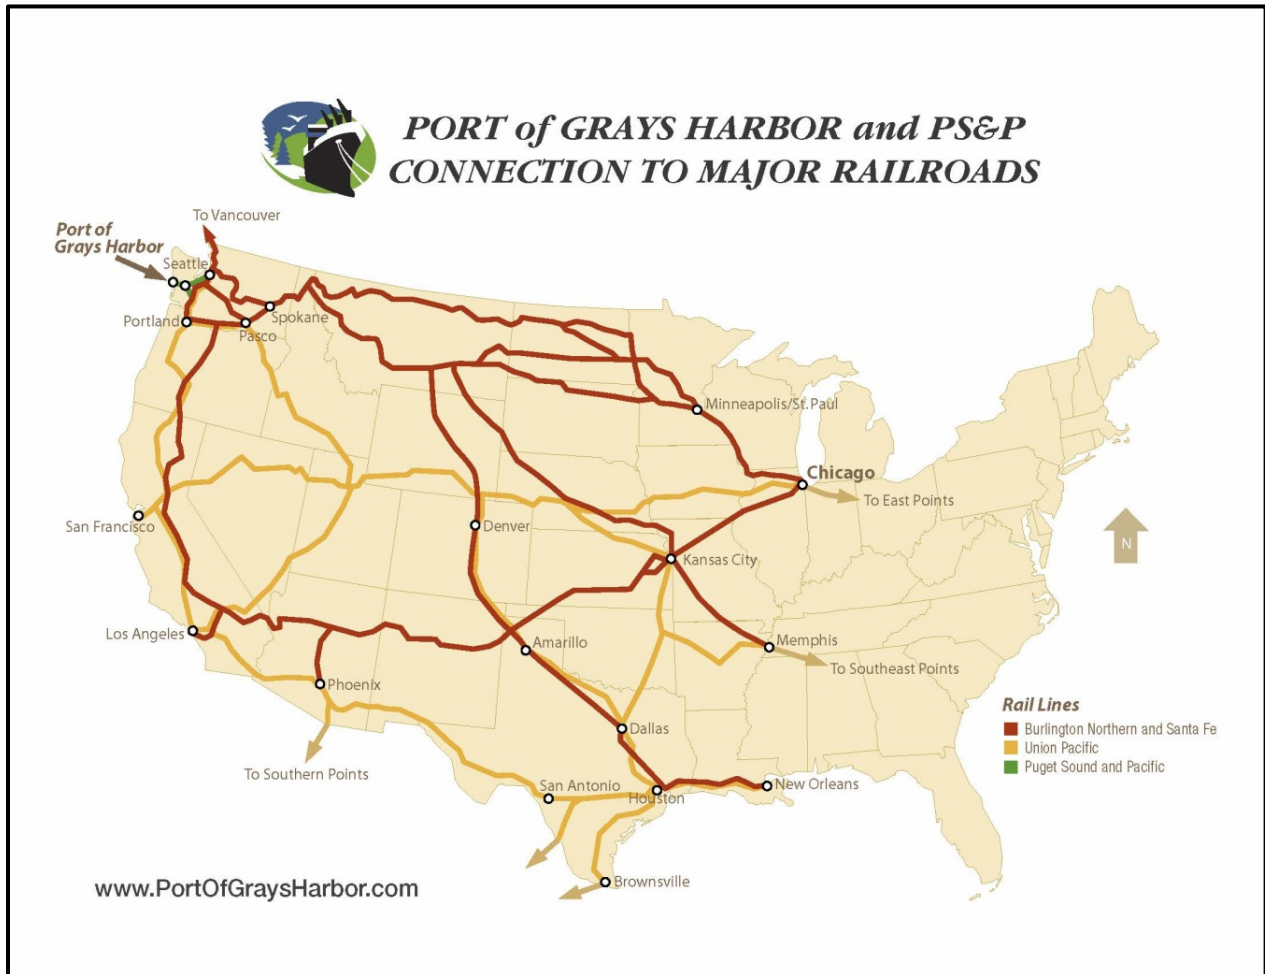 PORT of GRAYS HARBOR and PS&P
CONNECTION TO MAJOR RAILROADS
To Vancouver
Port of
Grays Harbor
Seattle
Portland
Spokane
Pasco
Minneapolis/St.Paul
Chicago
To East Points
San Francisco
Denver
N
Kansas City
Los Angeles
Amarillo
Memphis
To Southeast Points
Phoenix
Rail Lines
Burlington Northern and Santa Fe
Union Pacific
Puget Sound and Pacific
Dallas
To Southern Points
San Antonio
Houston
New Orleans
Brownsville
www.PortOfGraysHarbor.com